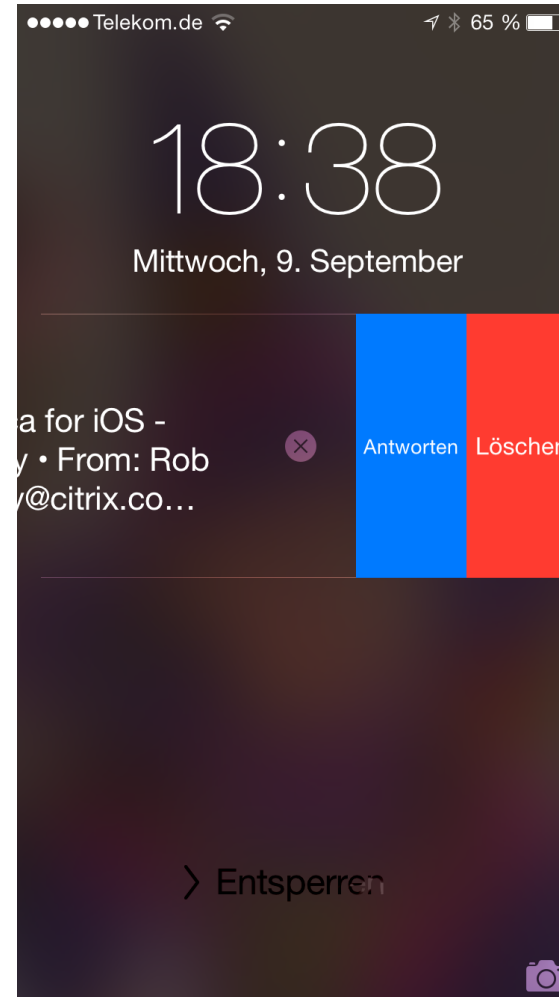 Telekom.de 65 %
18:38
Mittwoch, 9. September
a for iOS -
y • From: Rob
y@citrix.co…
Antworten Löschen
Entsperren